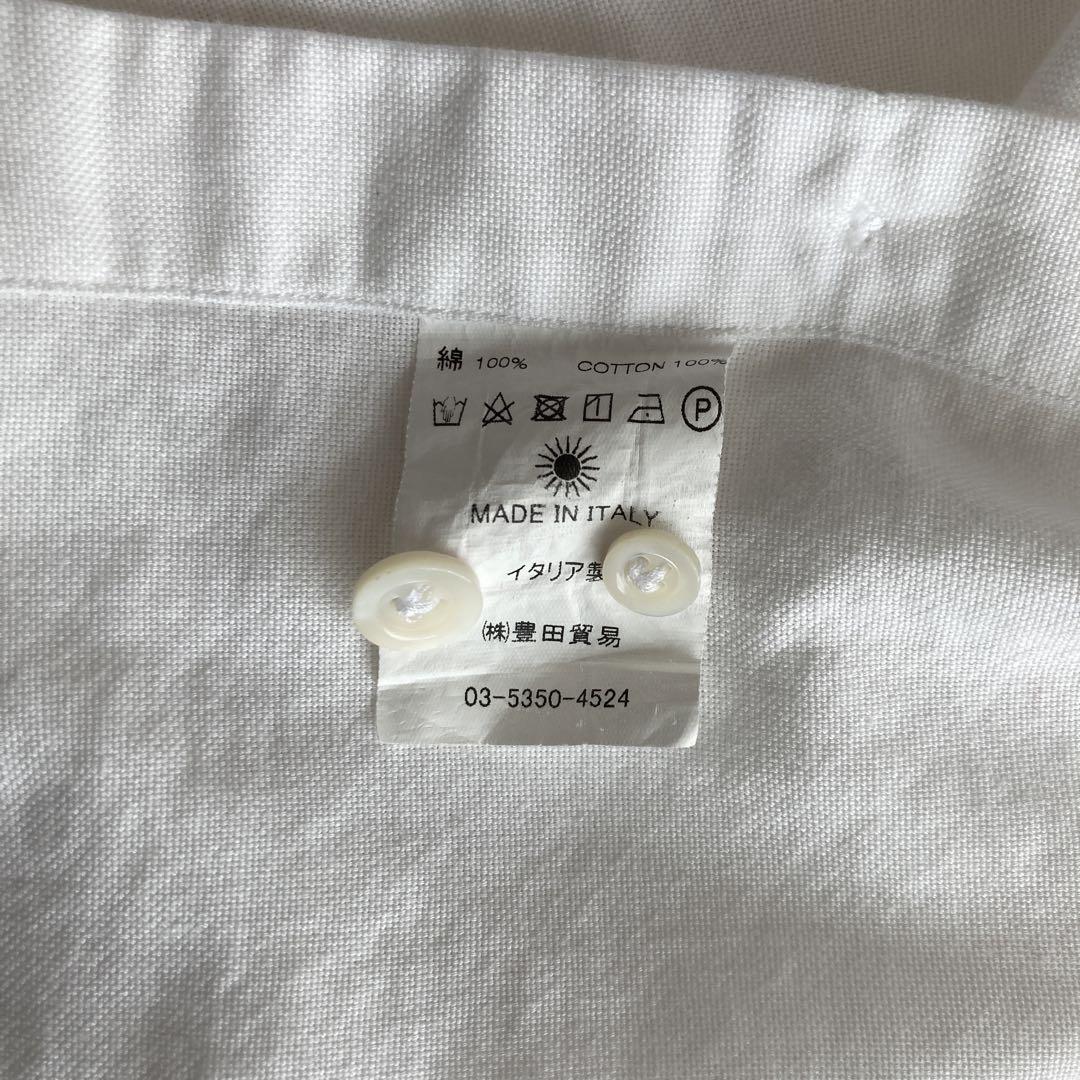 綿 100% COTTON 100%
P
MADE IN ITALY
イタリア製
㈱豊田貿易
03-5350-4524